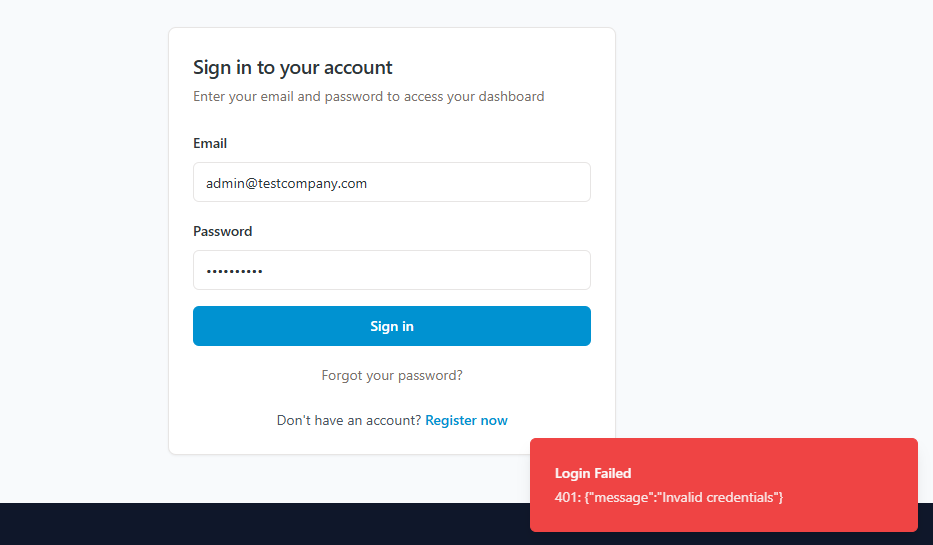 Sign in to your account
Enter your email and password to access your dashboard
Email
admin@testcompany.com
Password
••••••••••
Sign in
Forgot your password?
Don't have an account? Register now
Login Failed
401: {"message":"Invalid credentials"}